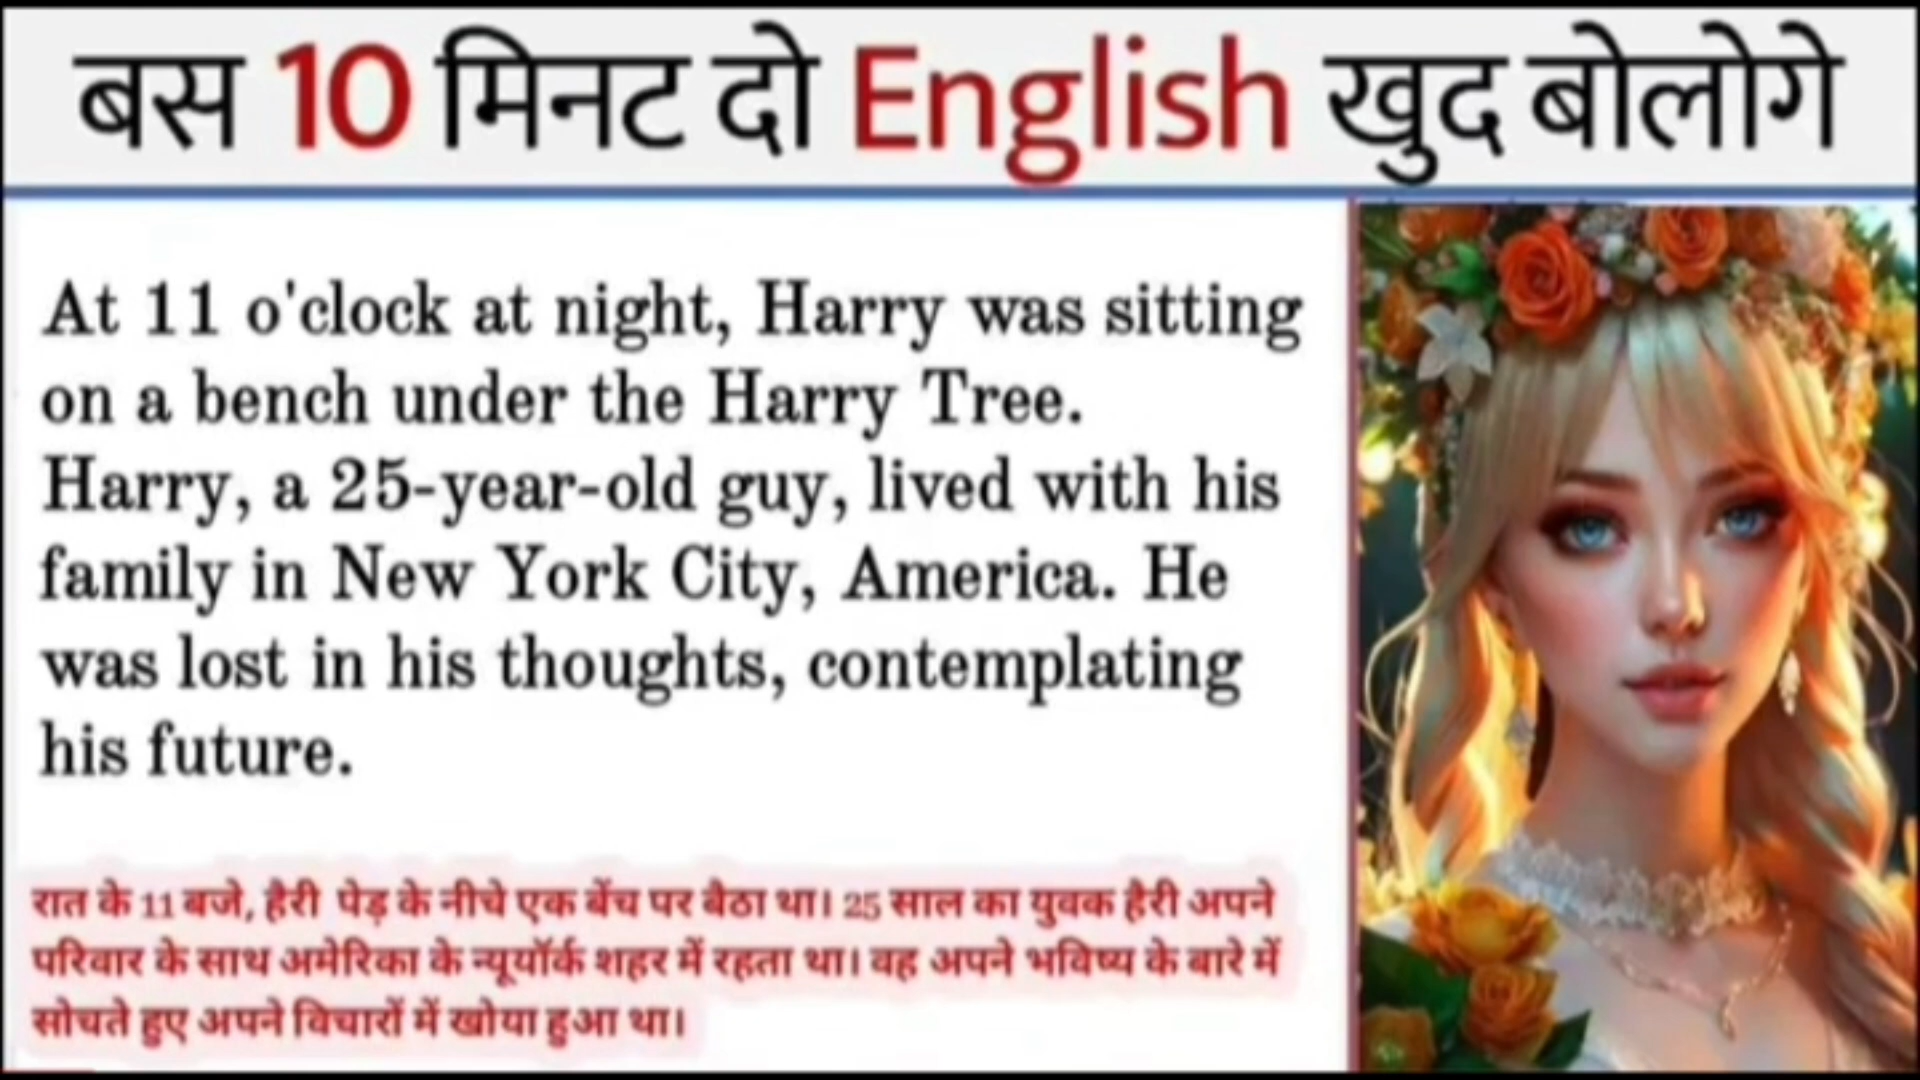 बस 10 मिनट दो English खुद बोलोगे
At 11 o'clock at night, Harry was sitting
on a bench under the Harry Tree.
Harry, a 25-year-old guy, lived with his
family in New York City, America. He
was lost in his thoughts, contemplating
his future.
रात के 11 बजे, हैरी पेड़ के नीचे एक बेंच पर बैठा था। 25 साल का युवक हैरी अपने
परिवार के साथ अमेरिका के न्यूयॉर्क शहर में रहता था। वह अपने भविष्य के बारे में
सोचते हुए अपने विचारों में खोया हुआ था।